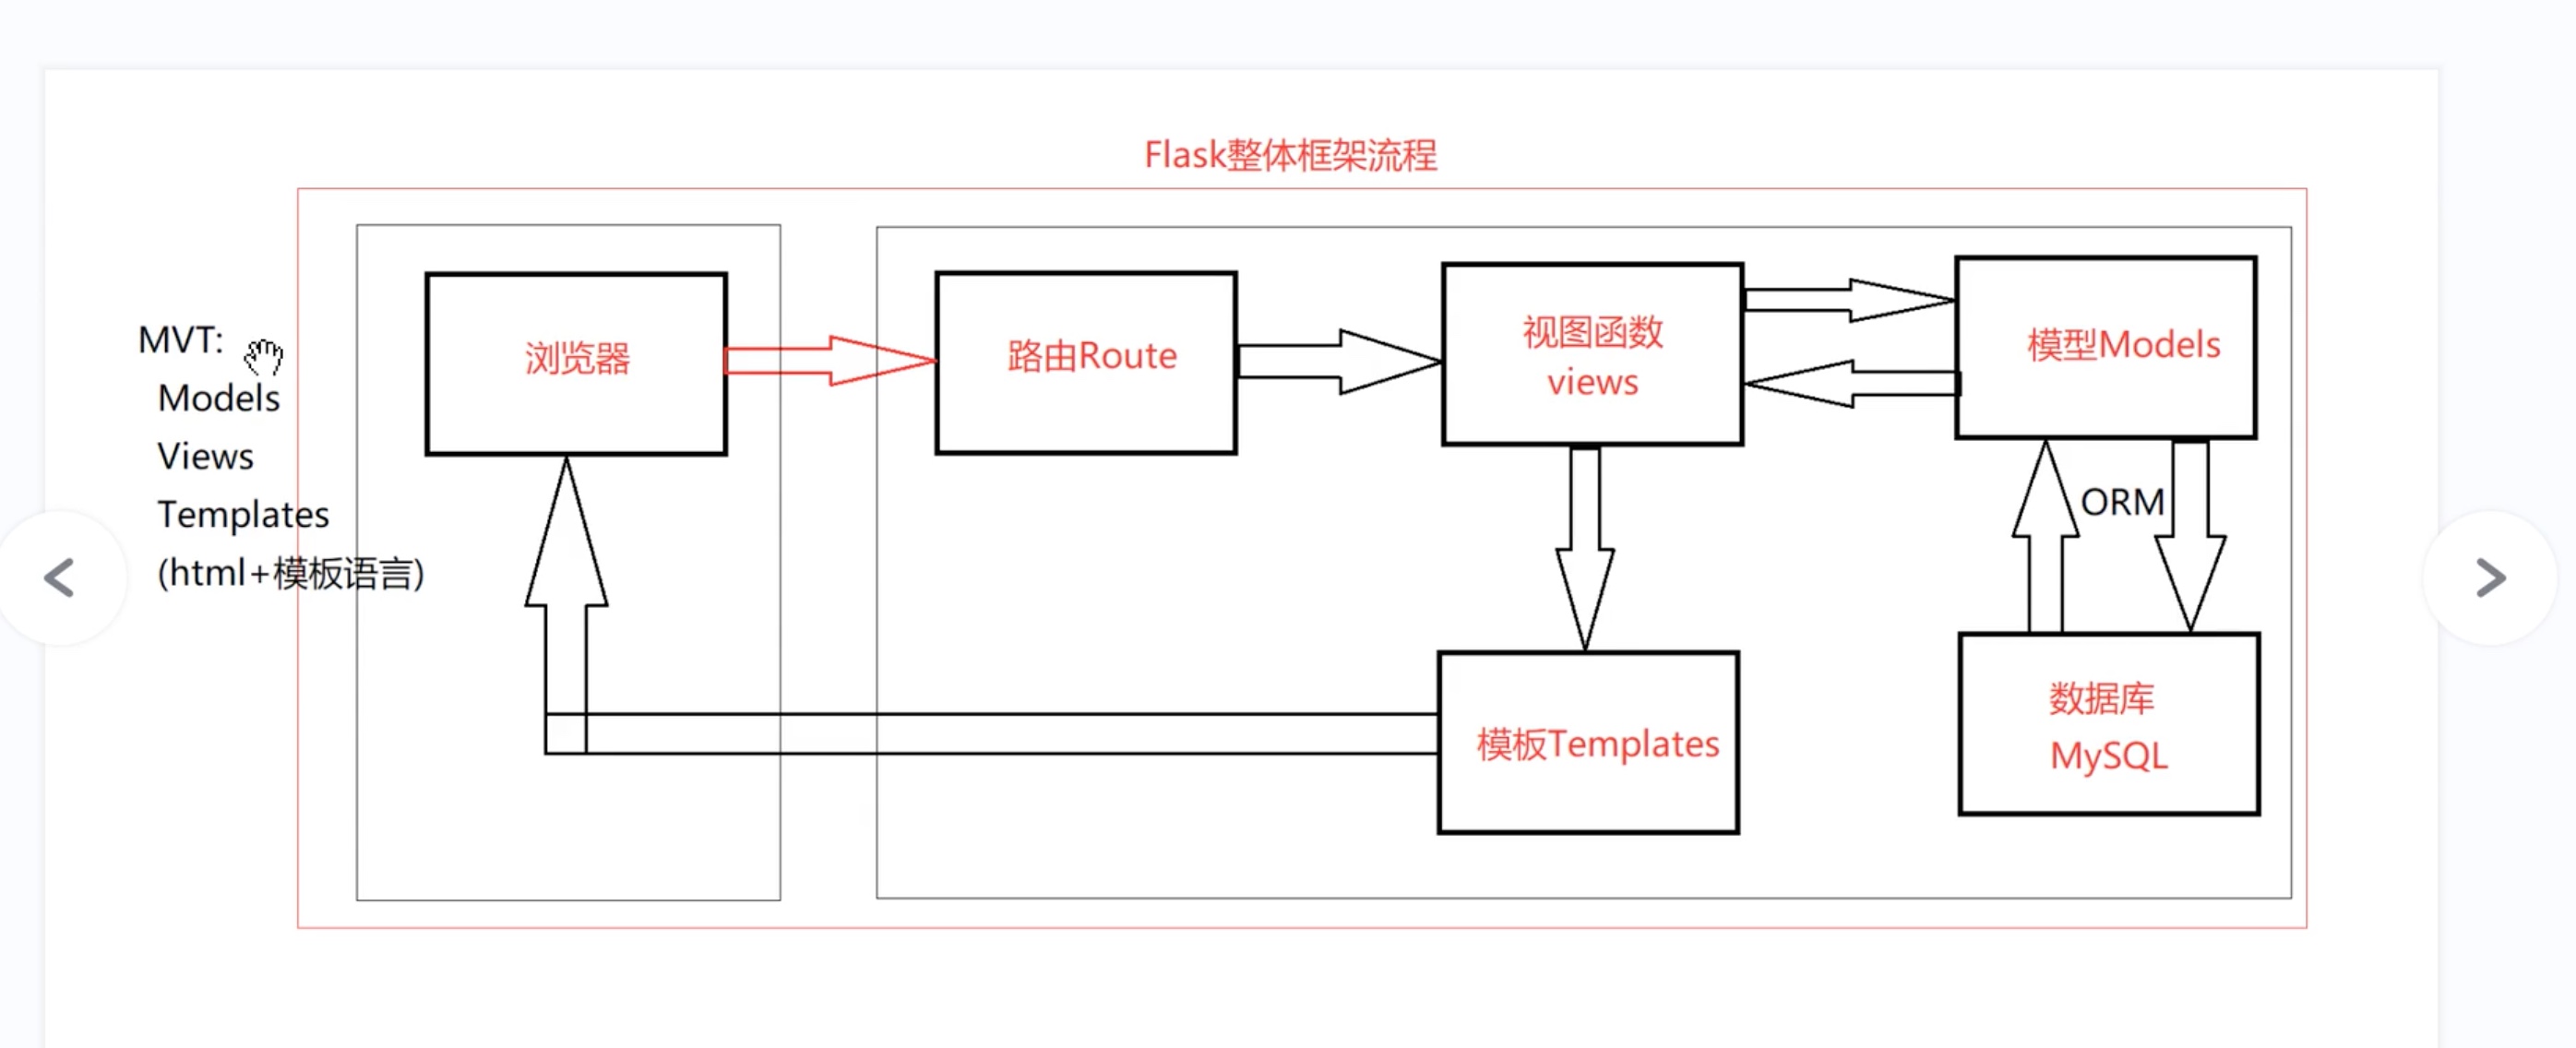 Flask整体框架流程
MVT:
Models
Views
Templates
(html+模板语言)
浏览器
路由Route
视图函数
views
模型Models
ORM
模板Templates
数据库
MySQL